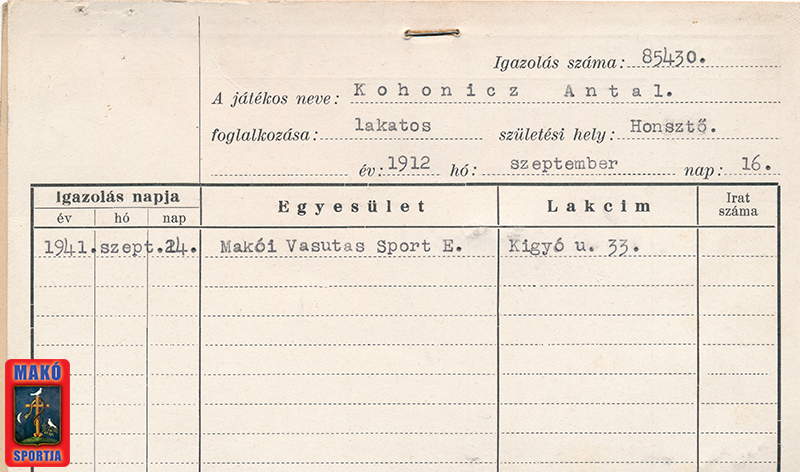 Igazolás száma: 85430.
A játékos neve: Kohonicz Antal.
foglalkozása: lakatos születési hely: Honsztő.
év: 1912 hó: szeptember nap: 16.
Igazolás napja Egyesület Lakcim Irat száma
év hó nap
1941. szept. 24. Makói Vasutas Sport E. Kigyó u. 33.
MAKÓ
SPORTJA